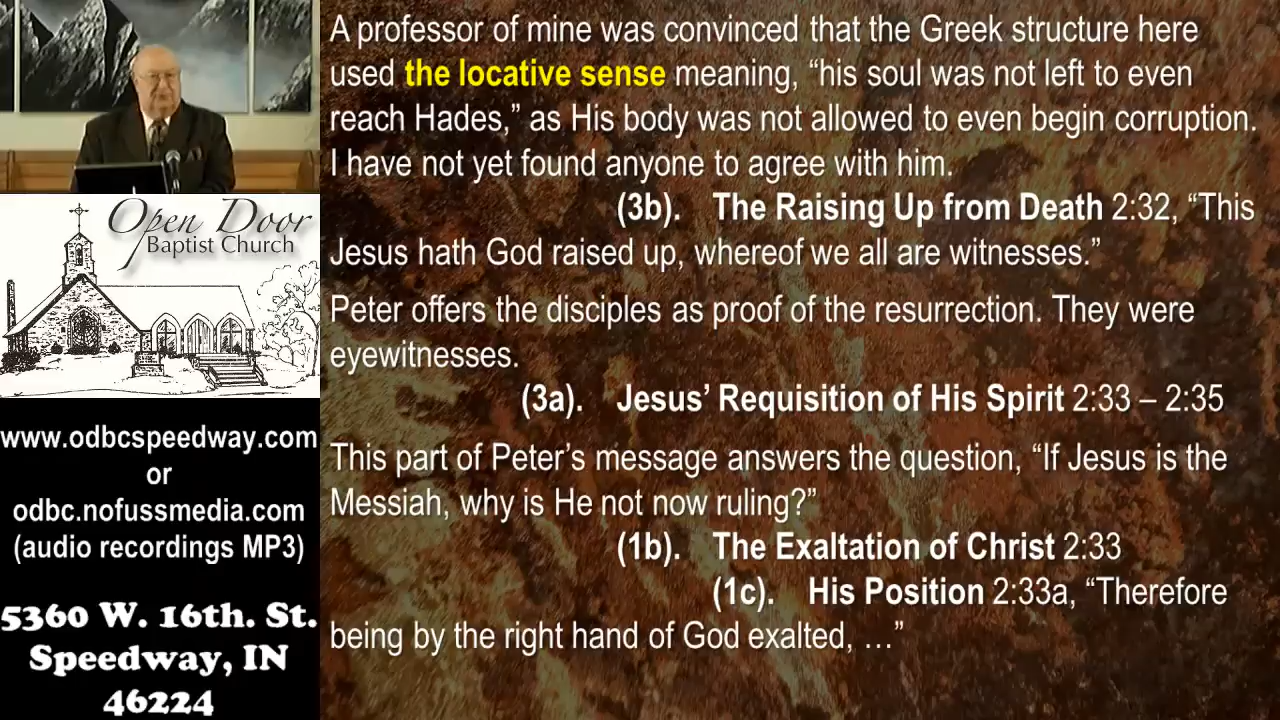 A professor of mine was convinced that the Greek structure here
used the locative sense meaning, “his soul was not left to even
reach Hades,” as His body was not allowed to even begin corruption.
I have not yet found anyone to agree with him.
(3b). The Raising Up from Death 2:32, “This
Jesus hath God raised up, whereof we all are witnesses.”
Peter offers the disciples as proof of the resurrection. They were
eyewitnesses.
(3a). Jesus’ Requisition of His Spirit 2:33 – 2:35
This part of Peter’s message answers the question, “If Jesus is the
Messiah, why is He not now ruling?”
(1b). The Exaltation of Christ 2:33
(1c). His Position 2:33a, “Therefore
being by the right hand of God exalted, …”
Open Door
Baptist Church
www.odbcspeedway.com
or
odbc.nofussmedia.com
(audio recordings MP3)
5360 W. 16th. St.
Speedway, IN
46224